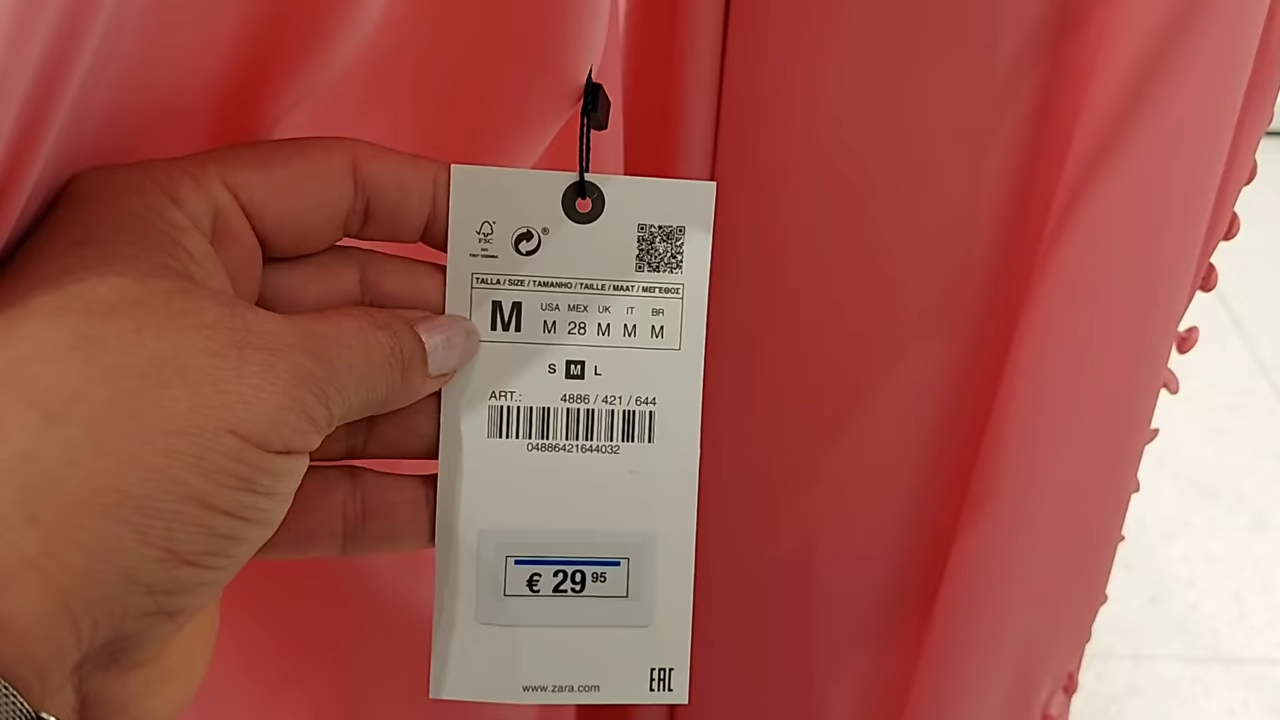 FSC
®
TALLA / SIZE / TAMANHO / TAILLE / MAAT / ΜΕΓΕΘΟΣ
M
USA MEX UK IT BR
M 28 M M M
S M L
ART.: 4886 / 421 / 644
04886421644032
€ 29 95
www.zara.com
EAC